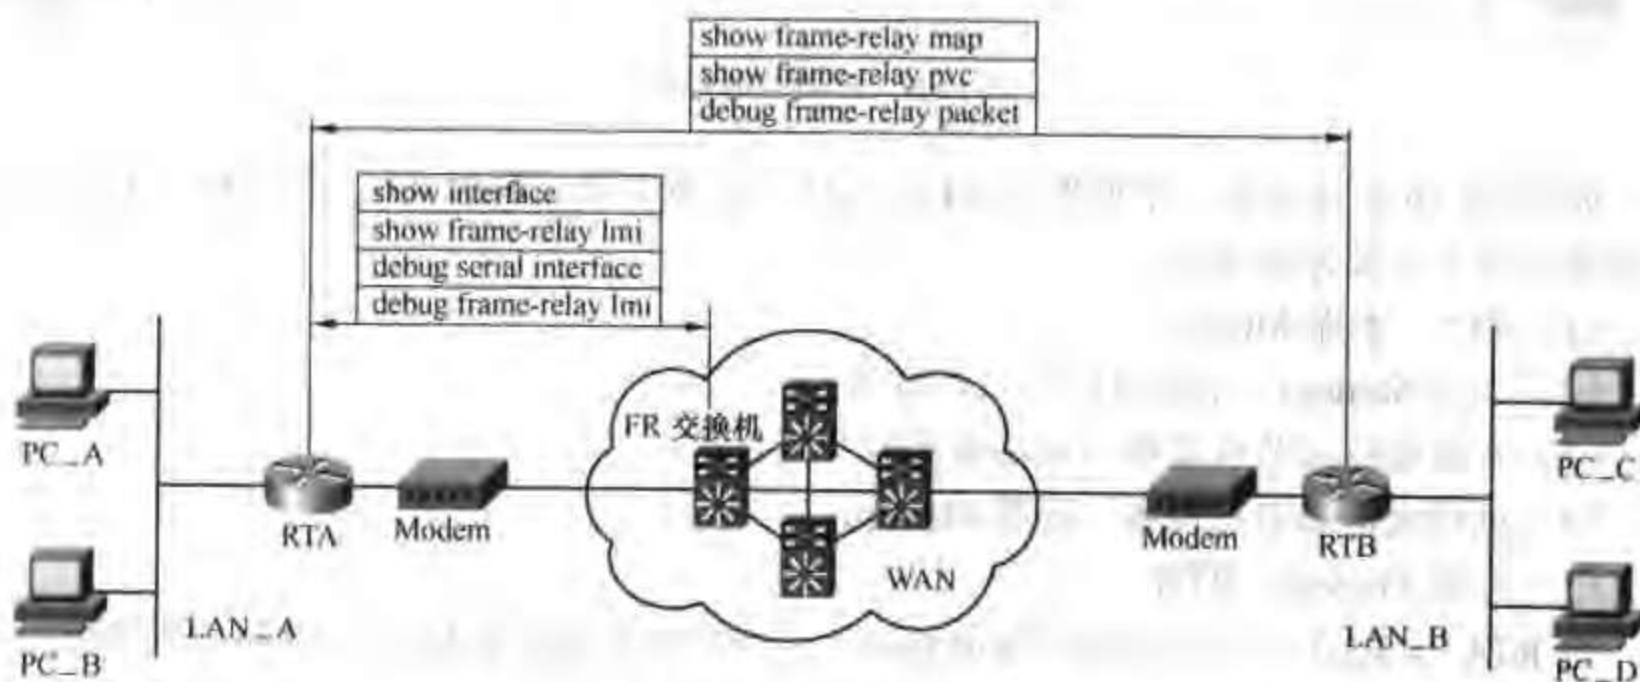 show frame-relay map
show frame-relay pvc
debug frame-relay packet
show interface
show frame-relay lmi
debug serial interface
debug frame-relay lmi
FR 交换机
PC_A
RTA
Modem
WAN
Modem
RTB
PC_C
LAN_A
LAN_B
PC_B
PC_D